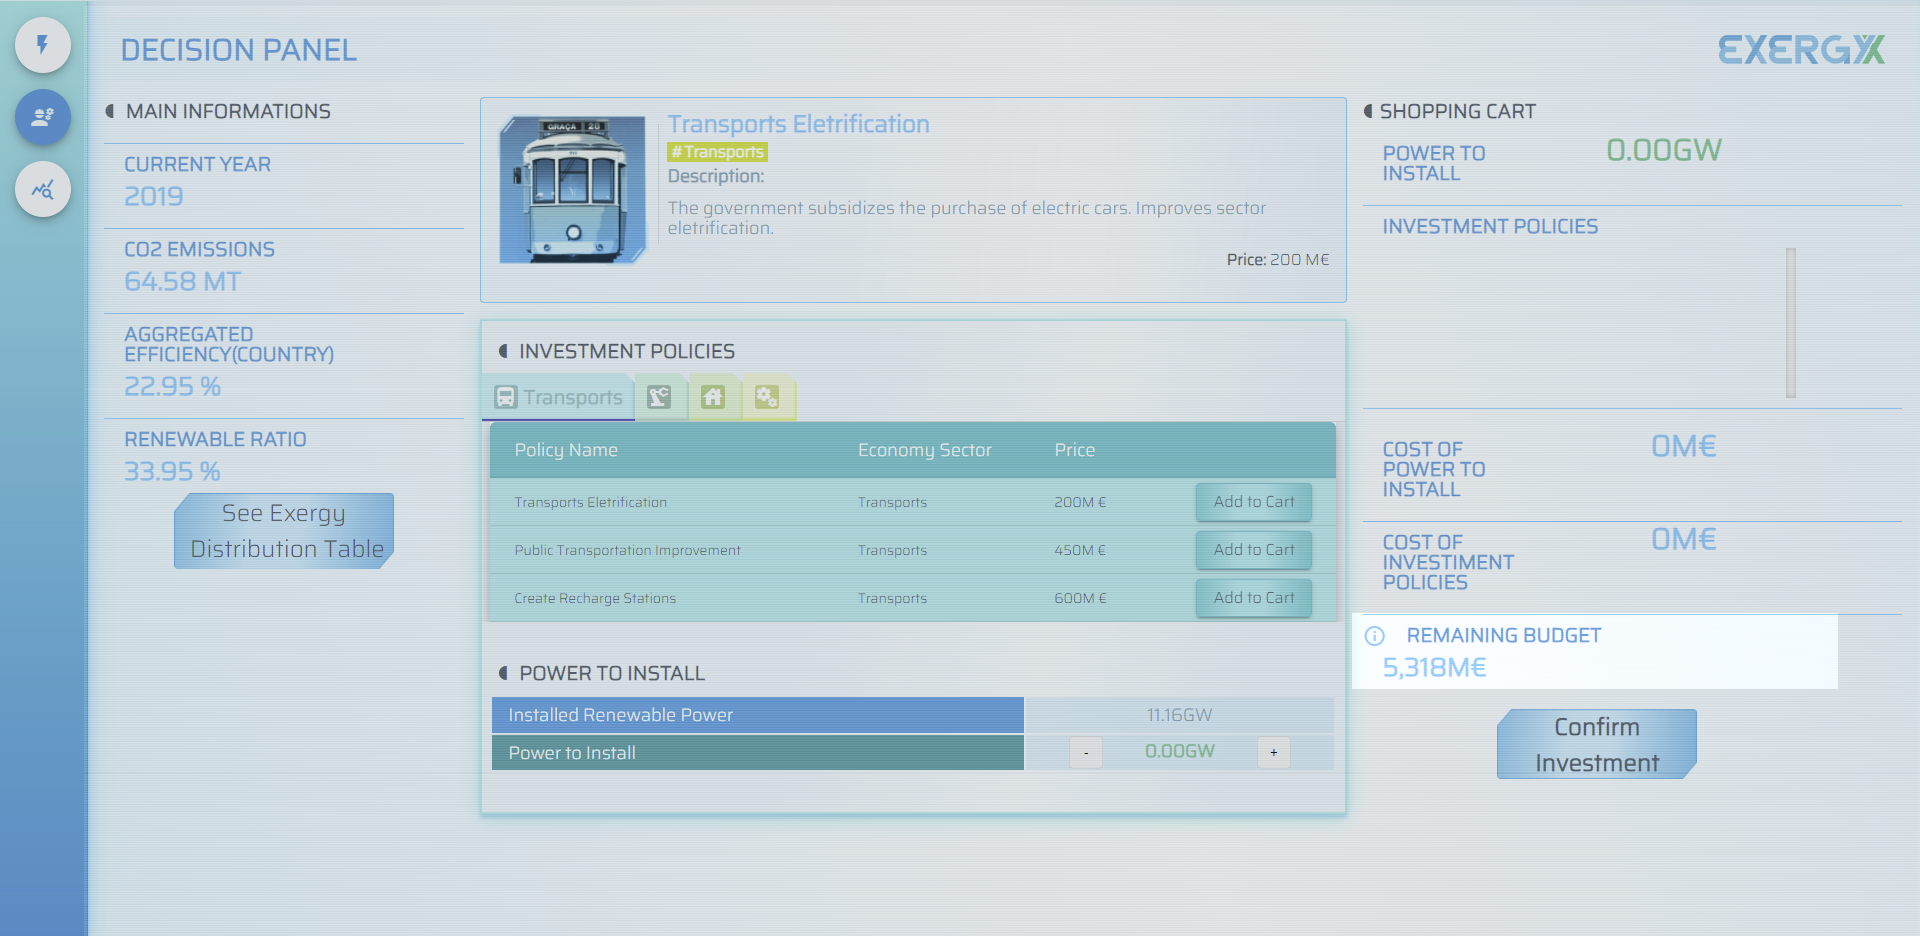 DECISION PANEL
EXERGY
MAIN INFORMATIONS
CURRENT YEAR
2019
CO2 EMISSIONS
64.58 MT
AGGREGATED
EFFICIENCY(COUNTRY)
22.95 %
RENEWABLE RATIO
33.95 %
See Exergy
Distribution Table
GRAÇA 28
Transports Eletrification
#Transports
Description:
The government subsidizes the purchase of electric cars. Improves sector
eletrification.
Price: 200 M€
INVESTMENT POLICIES
Transports
Policy Name Economy Sector Price
Transports Eletrification Transports 200M € Add to Cart
Public Transportation Improvement Transports 450M € Add to Cart
Create Recharge Stations Transports 600M € Add to Cart
POWER TO INSTALL
Installed Renewable Power 11.16GW
Power to Install - 0.00GW +
SHOPPING CART
POWER TO
INSTALL
0.00GW
INVESTMENT POLICIES
COST OF
POWER TO
INSTALL
0M€
COST OF
INVESTIMENT
POLICIES
0M€
REMAINING BUDGET
5,318M€
Confirm
Investment